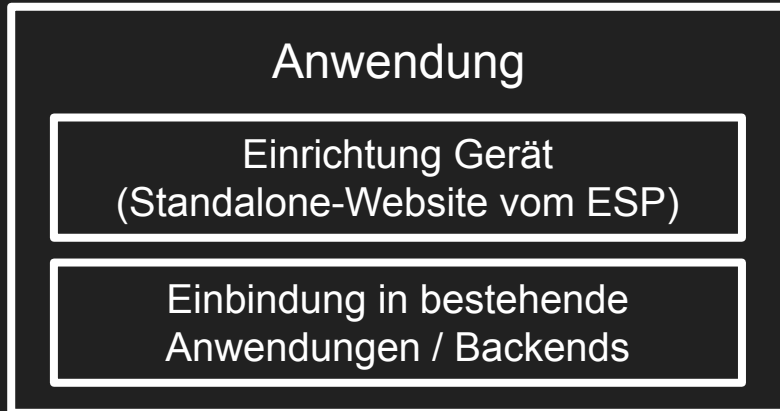 Anwendung
Einrichtung Gerät
(Standalone-Website vom ESP)
Einbindung in bestehende
Anwendungen / Backends